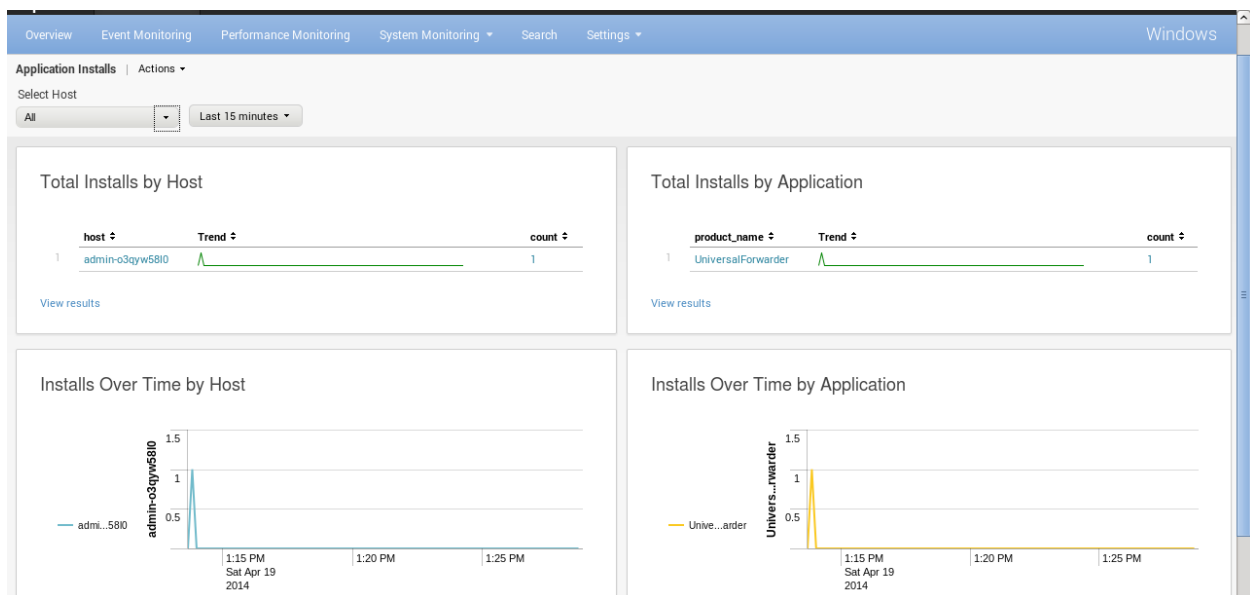 Overview Event Monitoring Performance Monitoring System Monitoring Search Settings Windows
Application Installs | Actions
Select Host
All Last 15 minutes
Total Installs by Host
host Trend count
1 admin-o3qyw58l0 1
View results
Total Installs by Application
product_name Trend count
1 UniversalForwarder 1
View results
Installs Over Time by Host
admi...58l0
admin-o3qyw58l0
1.5
1
0.5
1:15 PM 1:20 PM 1:25 PM
Sat Apr 19
2014
Installs Over Time by Application
Unive...arder
Univers...rwarder
1.5
1
0.5
1:15 PM 1:20 PM 1:25 PM
Sat Apr 19
2014